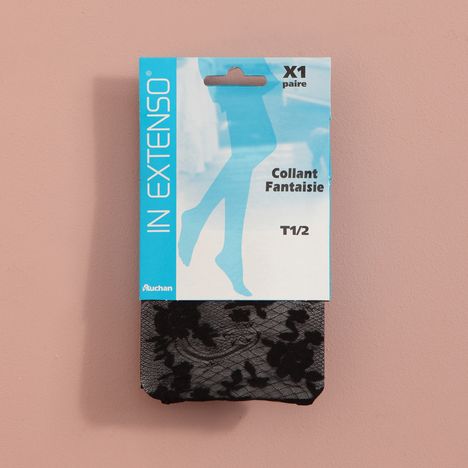 IN EXTENSO®
X1
paire
Collant
Fantaisie
T1/2
Auchan